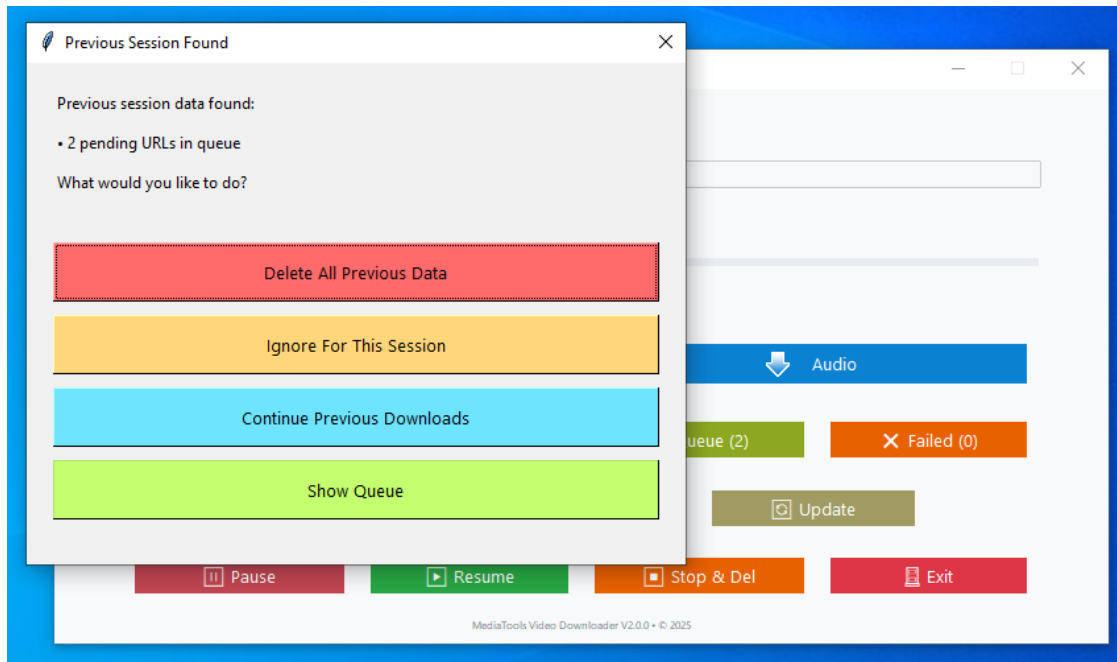 Previous Session Found
Previous session data found:
• 2 pending URLs in queue
What would you like to do?
Delete All Previous Data
Ignore For This Session
Continue Previous Downloads
Show Queue
Audio
ueue (2)
Failed (0)
Update
Pause
Resume
Stop & Del
Exit
MediaTools Video Downloader V2.0.0 • © 2025